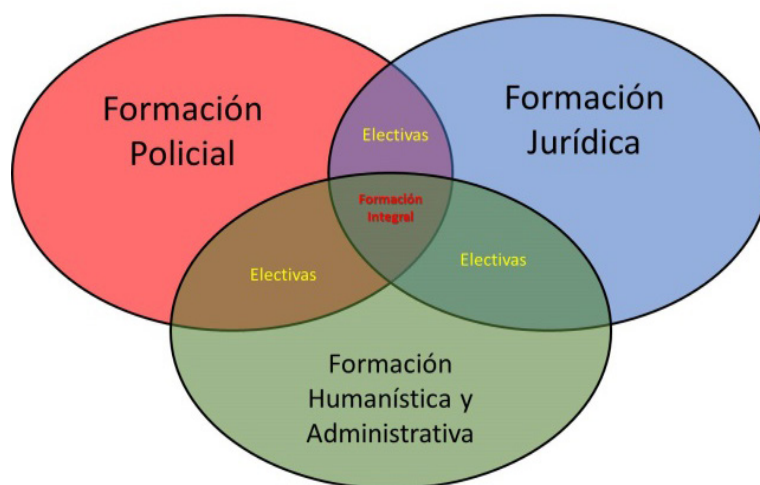 Formación
Policial
Formación
Jurídica
Electivas
Formación
Integral
Electivas
Electivas
Formación
Humanística y
Administrativa